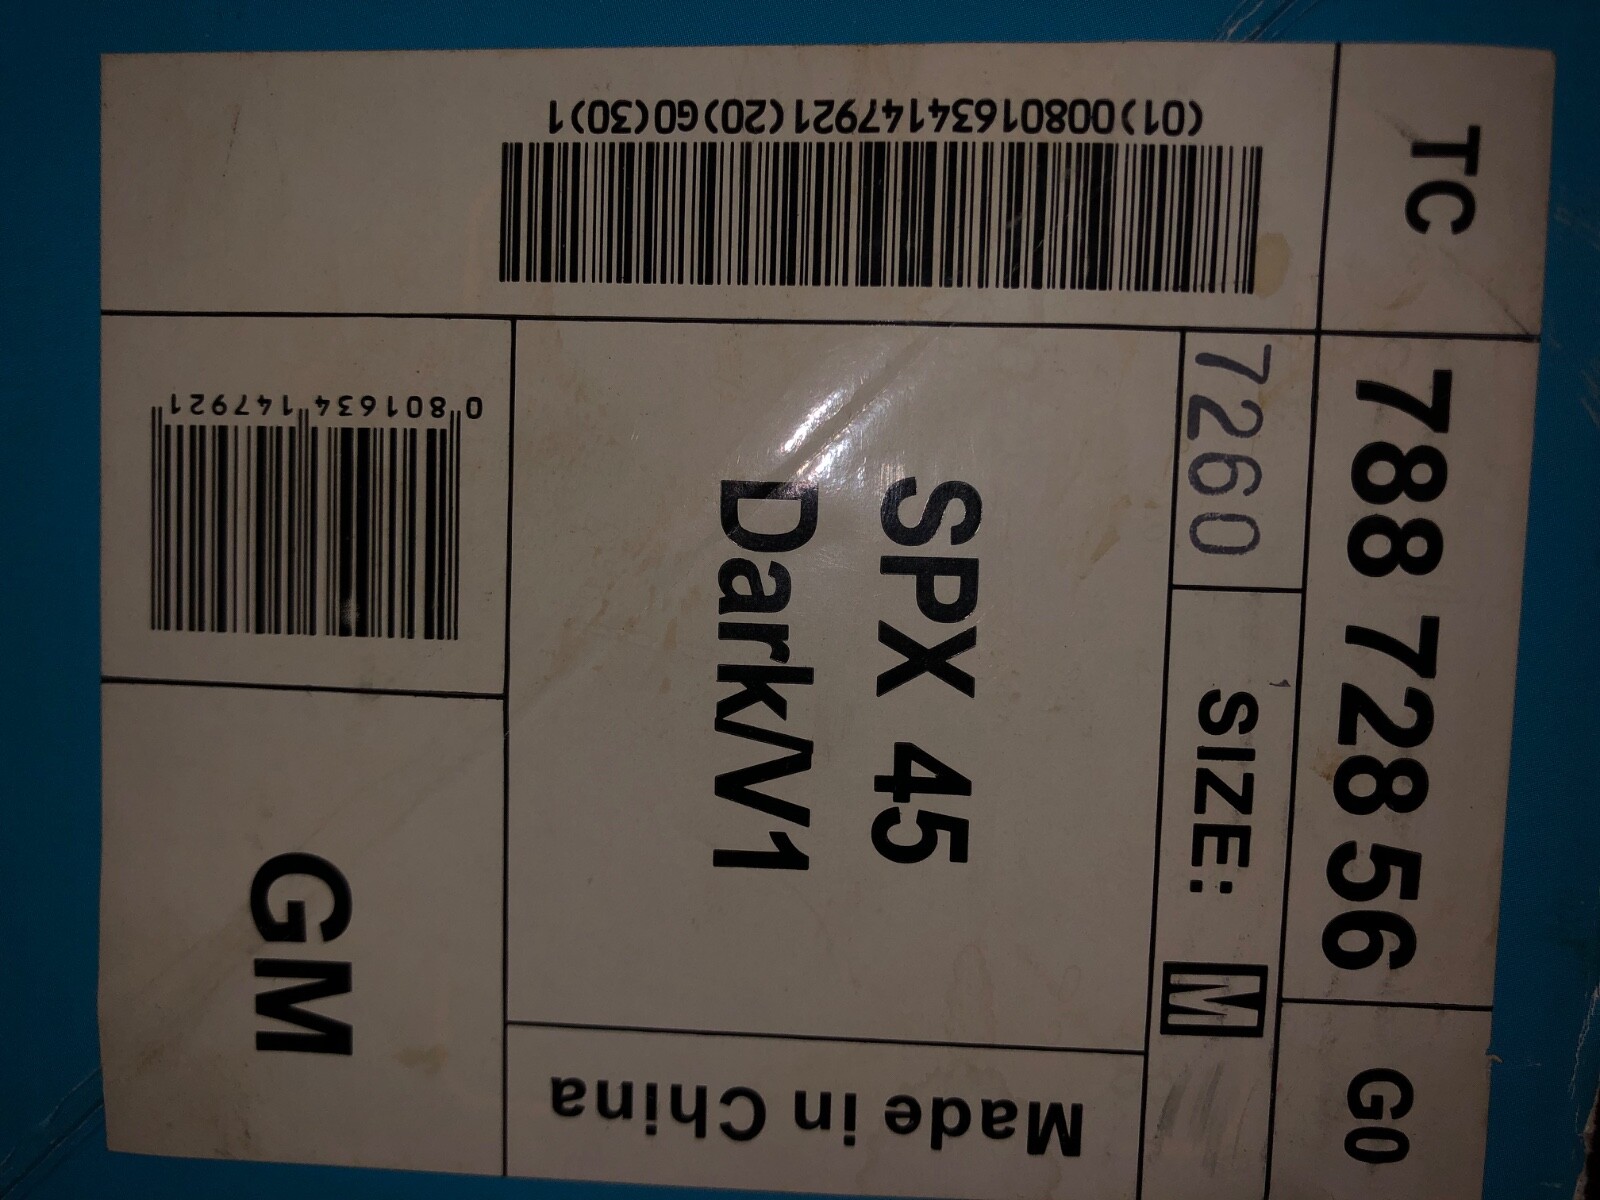 TC
788 728 56
G0
7260
SIZE: M
(01)00801634147921(20)G0(30)1
SPX 45
Dark/V1
Made in China
0 801634 147921
GM